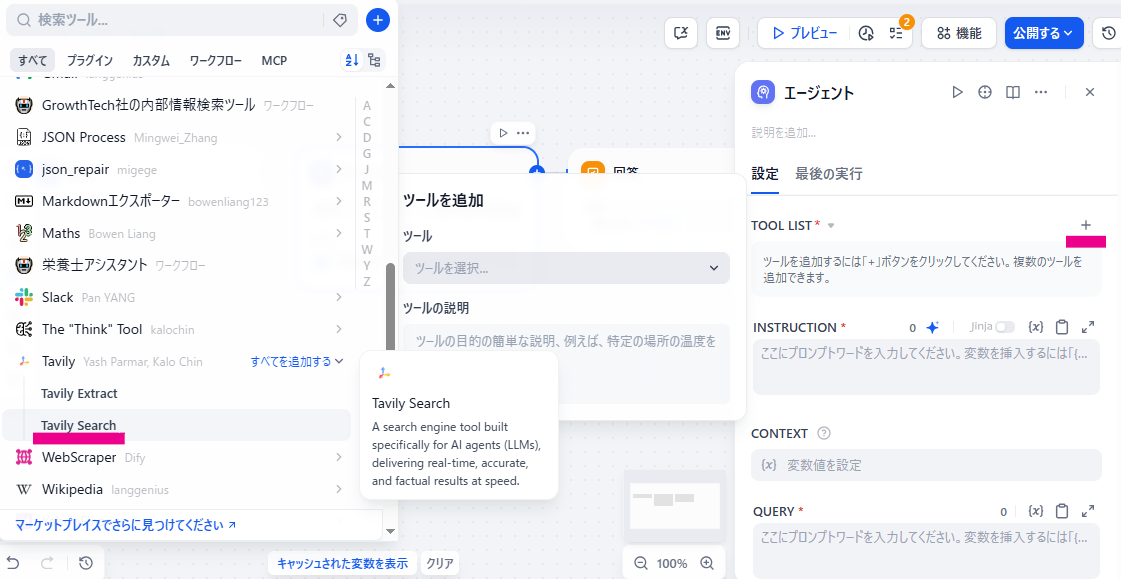 検索ツール...
すべて プラグイン カスタム ワークフロー MCP
Gmail langgenius
GrowthTech社の内部情報検索ツール ワークフロー
JSON Process Mingwei_Zhang
json_repair migege
Markdownエクスポーター bowenliang123
Maths Bowen Liang
栄養士アシスタント ワークフロー
Slack Pan YANG
The "Think" Tool kalochin
Tavily Yash Parmar, Kalo Chin すべてを追加する
Tavily Extract
Tavily Search
WebScraper Dify
Wikipedia langgenius
マーケットプレイスでさらに見つけてください
A
C
D
G
J
M
R
S
T
W
Y
Z
キャッシュされた変数を表示 クリア
ENV プレビュー 2 機能 公開する
回答
ツールを追加
ツール
ツールを選択...
ツールの説明
ツールの目的の簡単な説明、例えば、特定の場所の温度を
Tavily Search
A search engine tool built
specifically for AI agents (LLMs),
delivering real-time, accurate,
and factual results at speed.
100%
エージェント
説明を追加...
設定 最後の実行
TOOL LIST *
ツールを追加するには「+」ボタンをクリックしてください。複数のツールを
追加できます。
INSTRUCTION * 0 Jinja {x}
ここにプロンプトワードを入力してください。変数を挿入するには「{...
CONTEXT ?
{x} 変数値を設定
QUERY * 0 {x}
ここにプロンプトワードを入力してください。変数を挿入するには「{...